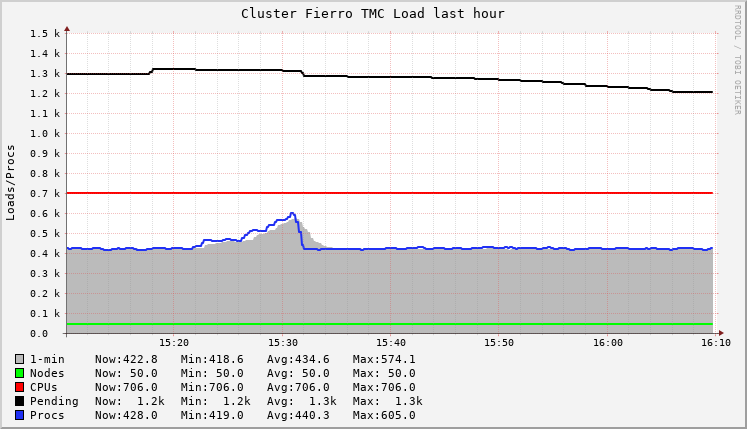 Cluster Fierro TMC Load last hour
RRDTOOL / TOBI OETIKER
Loads/Procs
1.5 k
1.4 k
1.3 k
1.2 k
1.1 k
1.0 k
0.9 k
0.8 k
0.7 k
0.6 k
0.5 k
0.4 k
0.3 k
0.2 k
0.1 k
0.0
15:20 15:30 15:40 15:50 16:00 16:10
1-min Now:422.8 Min:418.6 Avg:434.6 Max:574.1
Nodes Now: 50.0 Min: 50.0 Avg: 50.0 Max: 50.0
CPUs Now:706.0 Min:706.0 Avg:706.0 Max:706.0
Pending Now: 1.2k Min: 1.2k Avg: 1.3k Max: 1.3k
Procs Now:428.0 Min:419.0 Avg:440.3 Max:605.0